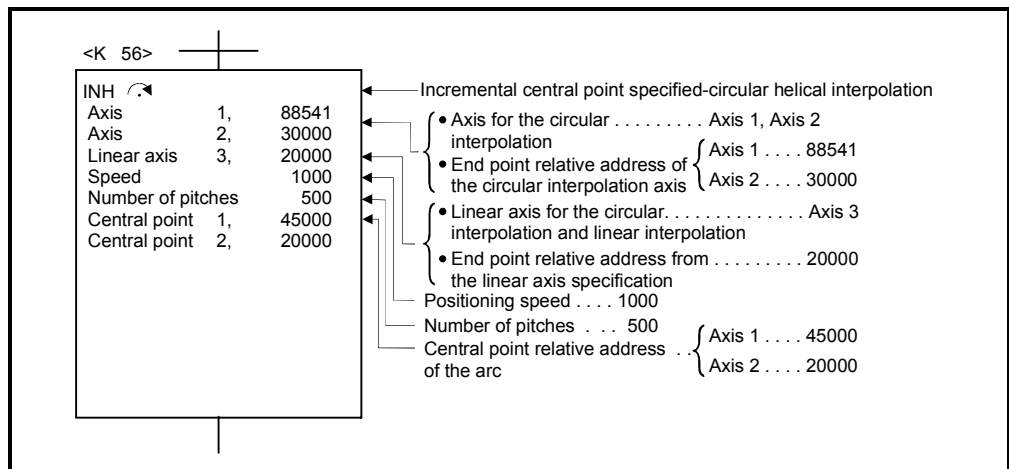 <K 56>
INH
Axis 1, 88541
Axis 2, 30000
Linear axis 3, 20000
Speed 1000
Number of pitches 500
Central point 1, 45000
Central point 2, 20000
Incremental central point specified-circular helical interpolation
• Axis for the circular . . . . . . . . . Axis 1, Axis 2
interpolation
• End point relative address of
the circular interpolation axis
Axis 1 . . . . 88541
Axis 2 . . . . 30000
• Linear axis for the circular. . . . . . . . . . . . . . Axis 3
interpolation and linear interpolation
• End point relative address from . . . . . . . . . 20000
the linear axis specification
Positioning speed . . . . 1000
Number of pitches . . . 500
Central point relative address . .
of the arc
Axis 1 . . . . 45000
Axis 2 . . . . 20000